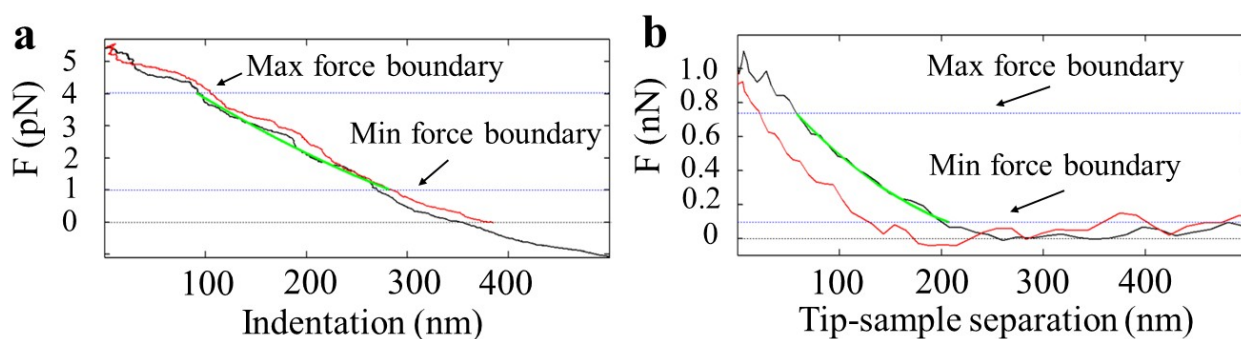 a
Max force boundary
Min force boundary
F (pN)
5
4
3
2
1
0
100 200 300 400
Indentation (nm)
b
Max force boundary
Min force boundary
F (nN)
1.0
0.8
0.6
0.4
0.2
0
100 200 300 400
Tip-sample separation (nm)